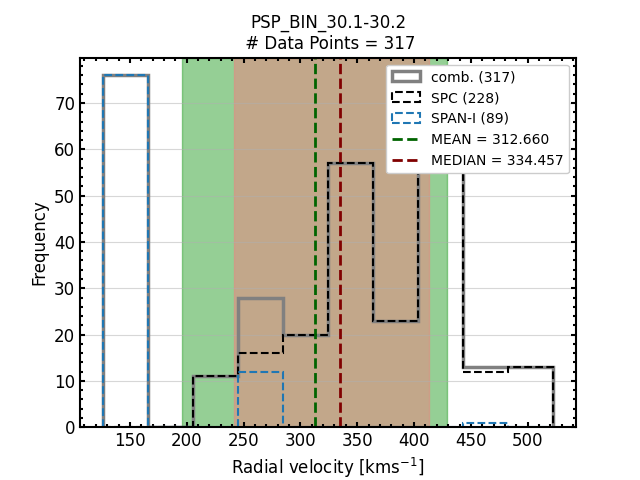 PSP_BIN_30.1-30.2
# Data Points = 317
comb. (317)
SPC (228)
SPAN-I (89)
MEAN = 312.660
MEDIAN = 334.457
Frequency
70
60
50
40
30
20
10
0
150 200 250 300 350 400 450 500
Radial velocity [kms⁻¹]